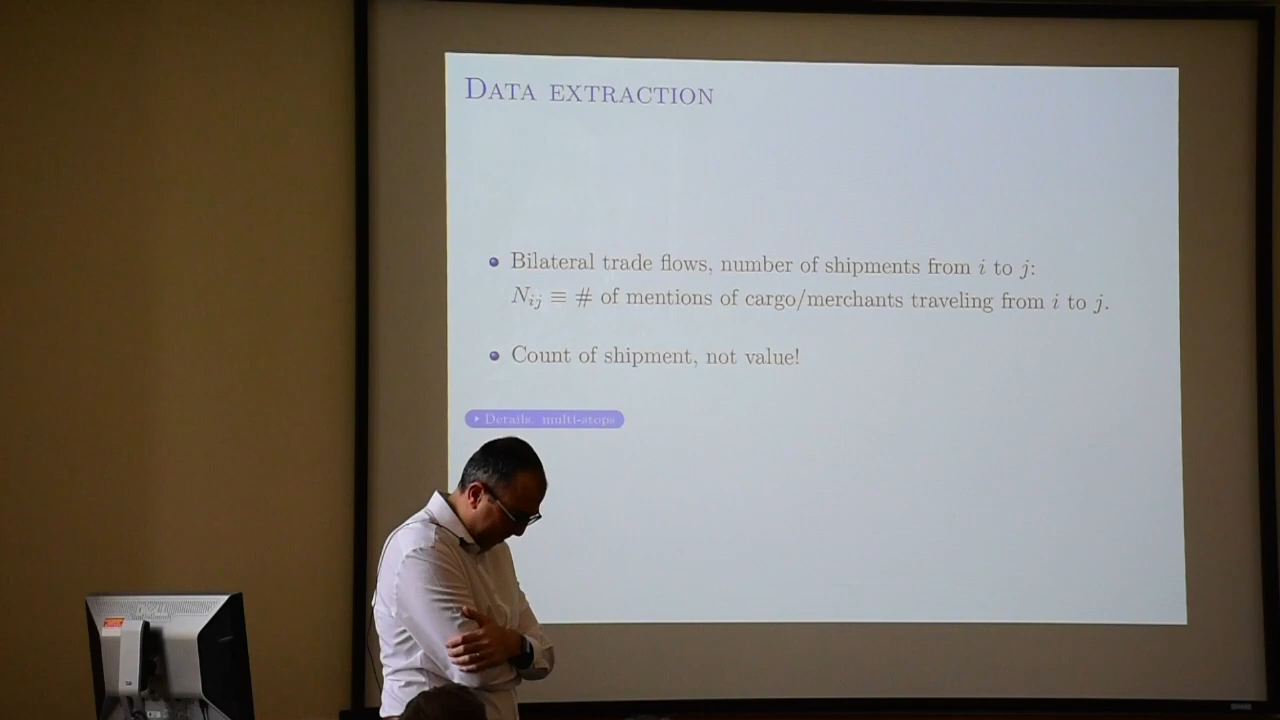 DATA EXTRACTION
• Bilateral trade flows, number of shipments from i to j:
N_ij ≡ # of mentions of cargo/merchants traveling from i to j.
• Count of shipment, not value!
Details, multi-stops